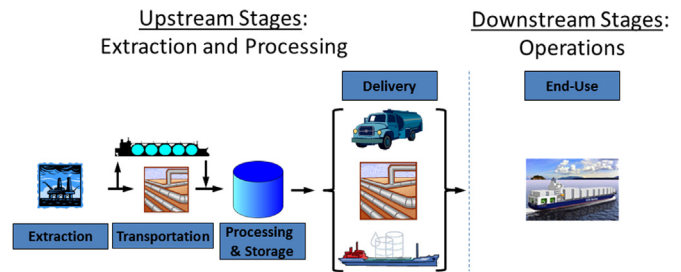 Upstream Stages:
Extraction and Processing
Downstream Stages:
Operations
Delivery
End-Use
Extraction
Transportation
Processing
& Storage